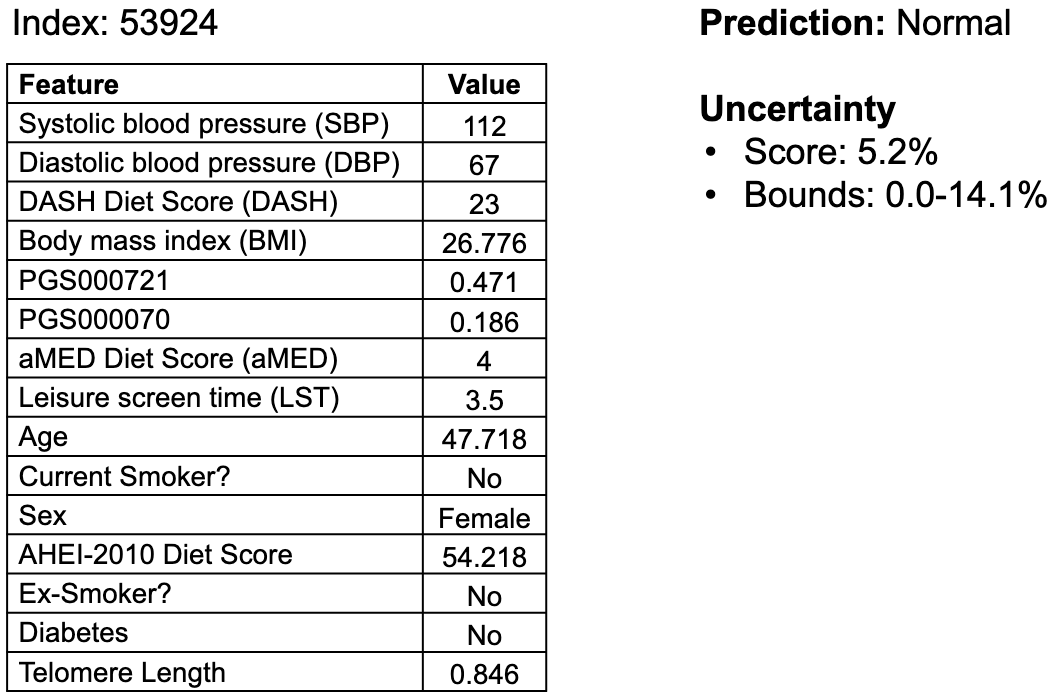 Index: 53924
Feature Value
Systolic blood pressure (SBP) 112
Diastolic blood pressure (DBP) 67
DASH Diet Score (DASH) 23
Body mass index (BMI) 26.776
PGS000721 0.471
PGS000070 0.186
aMED Diet Score (aMED) 4
Leisure screen time (LST) 3.5
Age 47.718
Current Smoker? No
Sex Female
AHEI-2010 Diet Score 54.218
Ex-Smoker? No
Diabetes No
Telomere Length 0.846
Prediction: Normal
Uncertainty
• Score: 5.2%
• Bounds: 0.0-14.1%